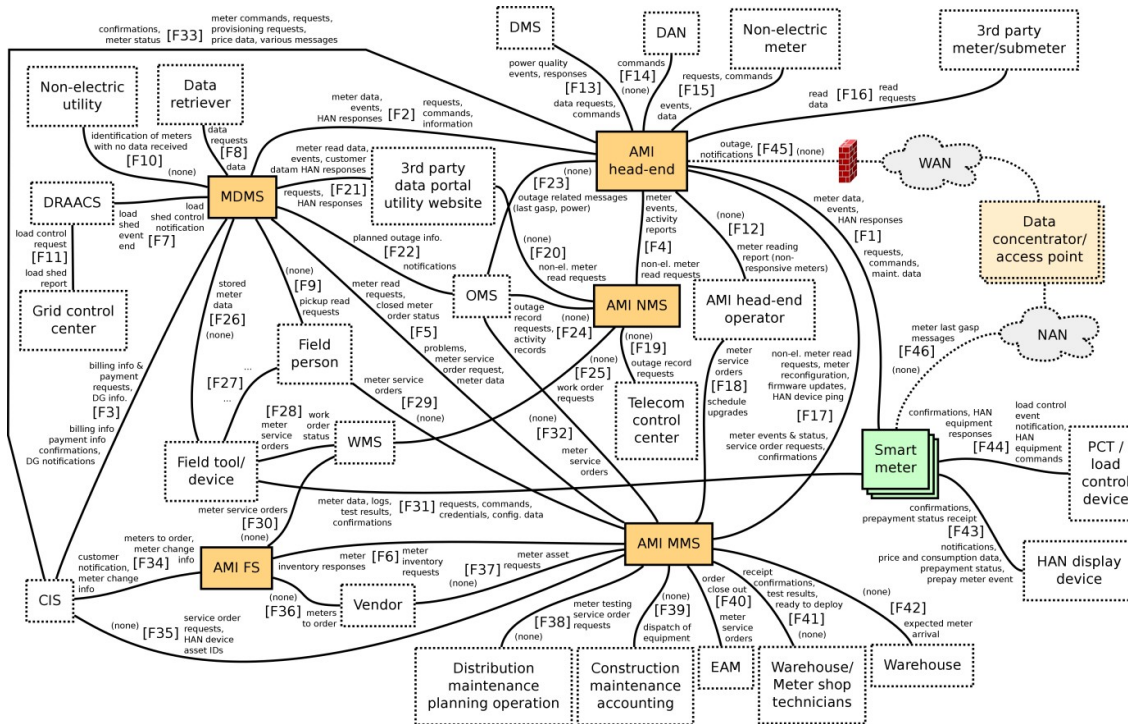 confirmations,
meter status
[F33]
meter commands, requests,
provisioning requests,
price data, various messages
DMS
DAN
Non-electric
meter
3rd party
meter/submeter
power quality
events, responses
[F13]
data requests,
commands
commands
[F14]
(none)
requests, commands
[F15]
events,
data
read
data
[F16]
read
requests
Non-electric
utility
Data
retriever
meter data,
events,
HAN responses
[F2]
requests,
commands,
information
identification of meters
with no data received
[F10]
(none)
data
requests
[F8]
data
meter read data,
events, customer
datam HAN responses
[F21]
requests,
HAN responses
3rd party
data portal
utility website
AMI
head-end
outage,
notifications
[F45]
(none)
WAN
MDMS
DRAACS
load
shed
event
end
load
shed control
notification
[F7]
(none)
[F23]
outage related messages
(last gasp, power)
meter
events,
activity
reports
[F4]
non-el. meter
read requests
(none)
[F12]
meter reading
report (non-
responsive meters)
meter data,
events,
HAN responses
[F1]
requests,
commands,
maint. data
Data
concentrator/
access point
load control
request
[F11]
load shed
report
Grid control
center
planned outage info.
[F22]
notifications
(none)
[F20]
non-el. meter
read requests
stored
meter
data
[F26]
(none)
(none)
[F9]
pickup read
requests
meter read
requests,
closed meter
order status
[F5]
problems,
meter service
order request,
meter data
OMS
AMI NMS
AMI head-end
operator
NAN
outage
record
requests,
activity
records
(none)
[F24]
(none)
[F19]
outage record
requests
meter last gasp
messages
[F46]
(none)
Field
person
...
[F27]
...
billing info &
payment
requests,
DG info.
[F3]
billing info
payment info
confirmations,
DG notifications
(none)
[F25]
work order
requests
meter
service
orders
[F18]
schedule
upgrades
non-el. meter read
requests, meter
reconfiguration,
firmware updates,
HAN device ping
[F17]
meter events & status,
service order requests,
confirmations
meter service
orders
[F29]
Telecom
control
center
[F28]
meter
service
orders
work
order
status
WMS
(none)
[F32]
meter
service
orders
Field tool/
device
Smart
meter
confirmations, HAN
equipment
responses
[F44]
load control
event
notification,
HAN
equipment
commands
PCT /
load
control
device
meter service orders
[F30]
(none)
meter data, logs,
test results,
confirmations
[F31]
requests, commands,
credentials, config. data
confirmations,
prepayment status receipt
[F43]
notifications,
price and consumption data,
prepayment status,
prepay meter event
HAN display
device
meters to order,
meter change
info
[F34]
customer
notification,
meter change
info
AMI FS
meter
inventory responses
[F6]
meter
inventory
requests
AMI MMS
CIS
(none)
[F36]
meters
to order
Vendor
[F37]
(none)
meter asset
requests
(none)
[F35]
service order
requests,
HAN device
asset IDs
meter testing
service order
requests
[F38]
(none)
(none)
[F39]
dispatch of
equipment
order
close out
[F40]
meter
service
orders
receipt
confirmations,
test results,
ready to deploy
[F41]
(none)
(none)
[F42]
expected meter
arrival
Distribution
maintenance
planning operation
Construction
maintenance
accounting
EAM
Warehouse/
Meter shop
technicians
Warehouse